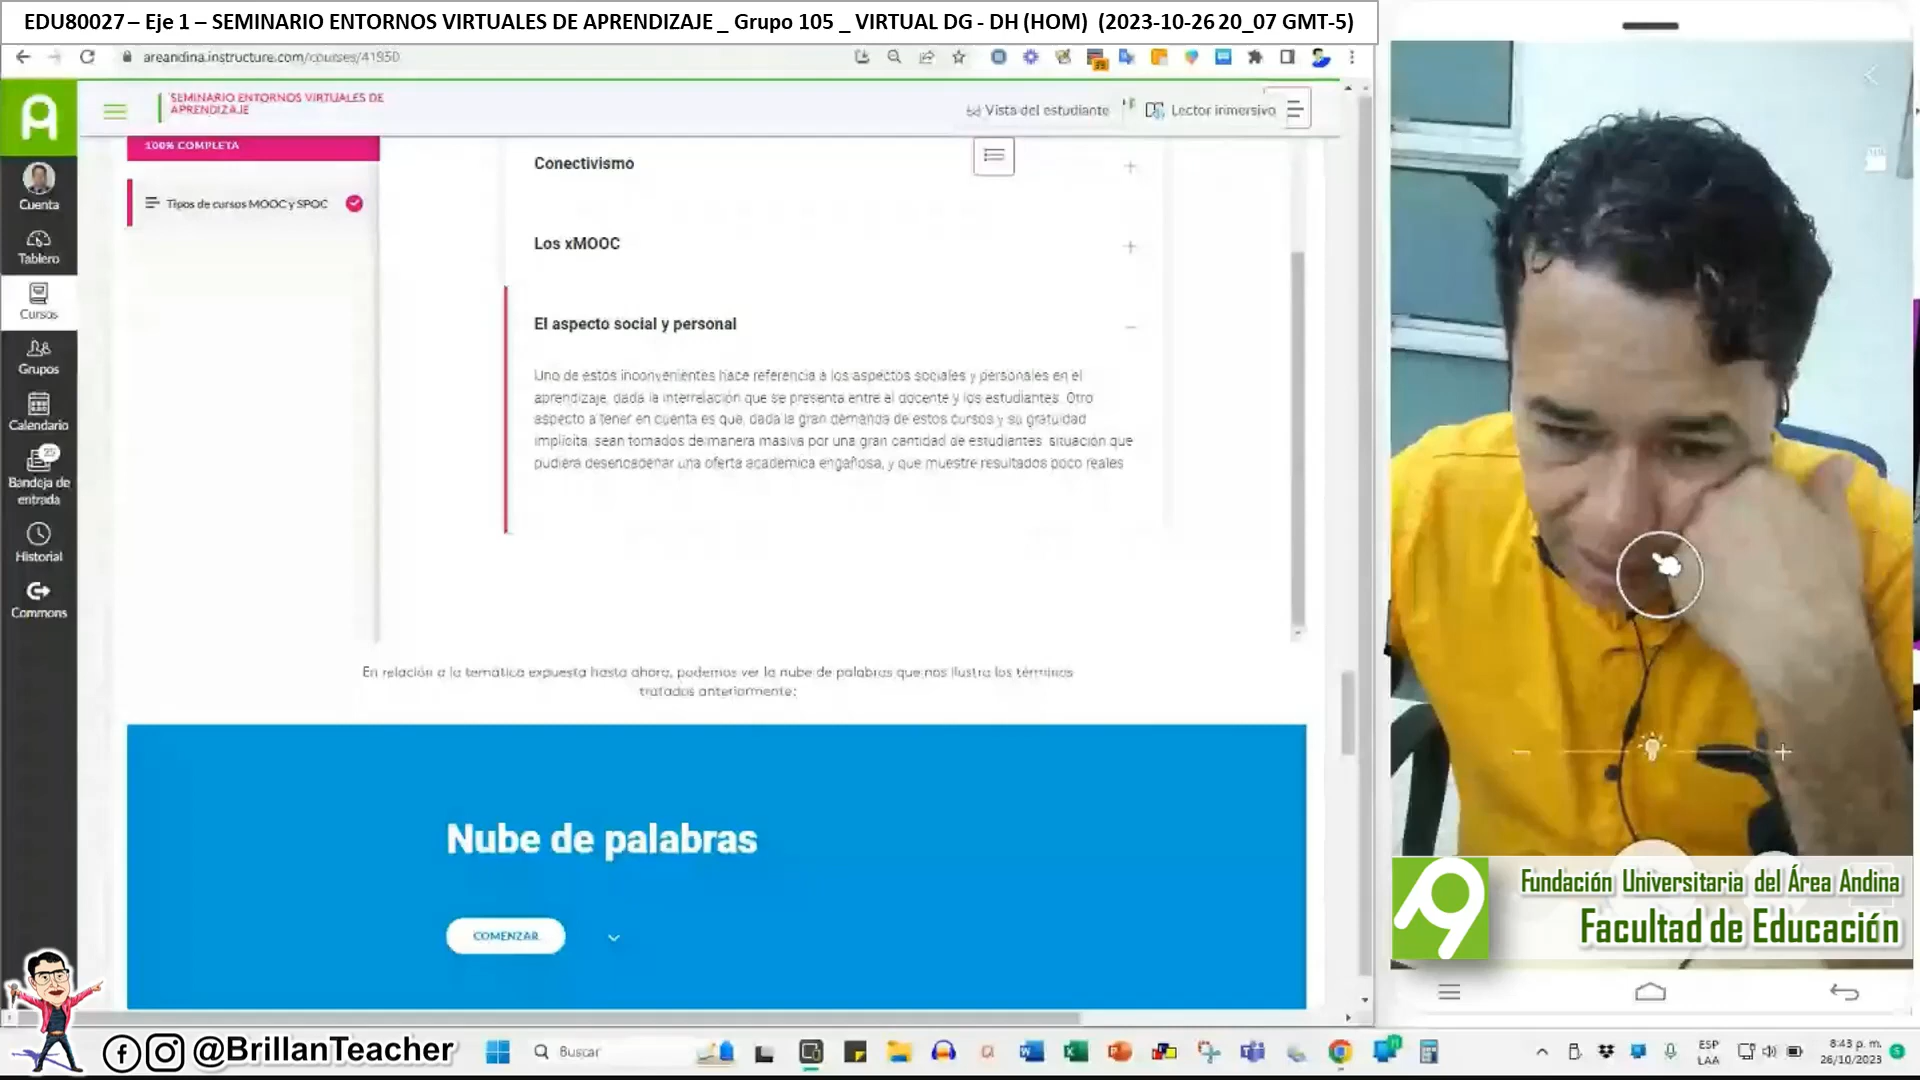 EDU80027 – Eje 1 – SEMINARIO ENTORNOS VIRTUALES DE APRENDIZAJE _ Grupo 105 _ VIRTUAL DG - DH (HOM) (2023-10-26 20_07 GMT-5)
areandina.instructure.com/courses/41950
SEMINARIO ENTORNOS VIRTUALES DE
APRENDIZAJE
Vista del estudiante
Lector inmersivo
100% COMPLETA
Tipos de cursos MOOC y SPOC
Cuenta
Tablero
Cursos
Grupos
Calendario
25
Bandeja de
entrada
Historial
Commons
Conectivismo
Los xMOOC
El aspecto social y personal
Uno de estos inconvenientes hace referencia a los aspectos sociales y personales en el
aprendizaje, dada la interrelación que se presenta entre el docente y los estudiantes. Otro
aspecto a tener en cuenta es que, dada la gran demanda de estos cursos y su gratuidad
implícita, sean tomados de manera masiva por una gran cantidad de estudiantes, situación que
pudiera desencadenar una oferta académica engañosa, y que muestre resultados poco reales
En relación a la temática expuesta hasta ahora, podemos ver la nube de palabras que nos ilustra los términos
tratados anteriormente:
Nube de palabras
COMENZAR
Fundación Universitaria del Área Andina
Facultad de Educación
@BrillanTeacher
Buscar
ESP
LAA
8:43 p. m.
26/10/2023